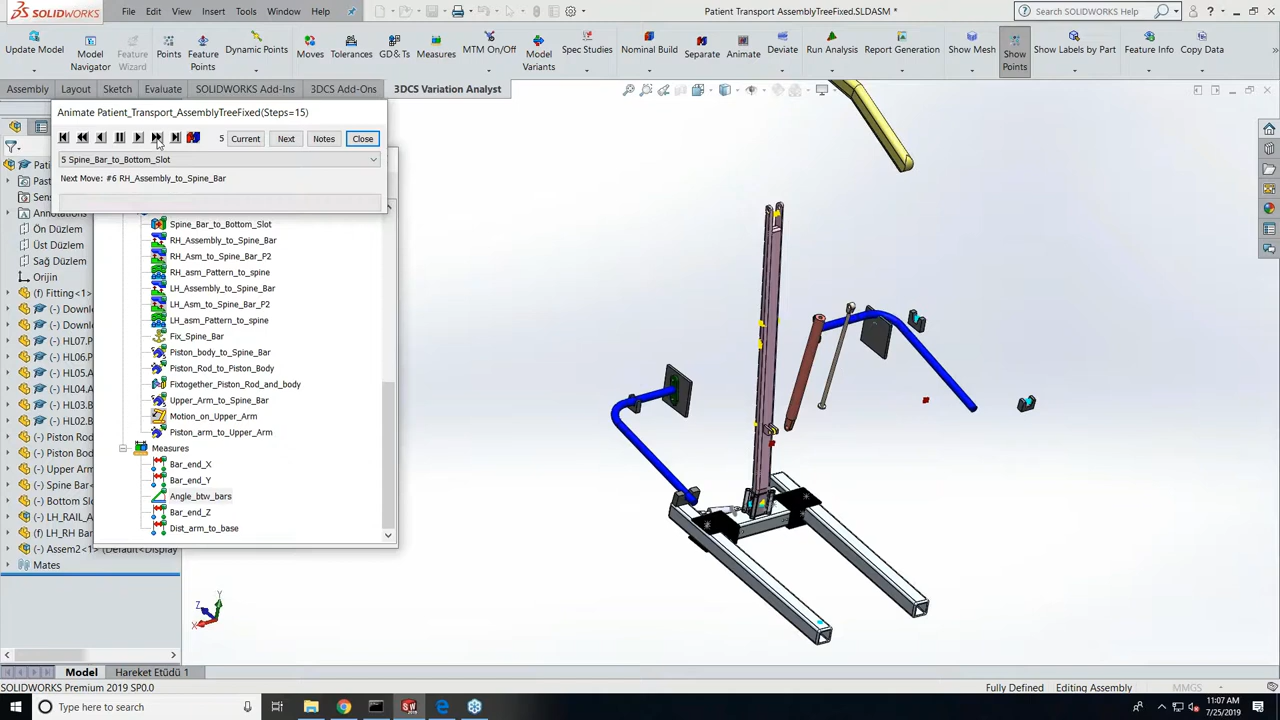 SOLIDWORKS
File
Edit
View
Insert
Tools
Window
Help
Patient Transport AssemblyTreeFixed.SLDASM *
Search SOLIDWORKS Help
Update Model
Model Navigator
Feature Wizard
Points
Feature Points
Dynamic Points
Moves
Tolerances
GD&Ts
Measures
MTM On/Off
Model Variants
Spec Studies
Nominal Build
Separate
Animate
Deviate
Run Analysis
Report Generation
Show Mesh
Show Points
Show Labels by Part
Feature Info
Copy Data
Assembly
Layout
Sketch
Evaluate
SOLIDWORKS Add-Ins
3DCS Add-Ons
3DCS Variation Analyst
Animate Patient_Transport_AssemblyTreeFixed(Steps=15)
5
Current
Next
Notes
Close
5 Spine_Bar_to_Bottom_Slot
Next Move: #6 RH_Assembly_to_Spine_Bar
Pati
Past
Sens
Annotations
Ön Düzlem
Üst Düzlem
Sağ Düzlem
Orijin
(f) Fitting<1>
(-) Downlo
(-) Downlo
(-) HL07.P
(-) HL06.P
(-) HL05.A
(-) HL04.A
(-) HL03.B
(f) HL02.B
(-) Piston Rod
(-) Piston Body
(-) Upper Arm
(-) Spine Bar<
(-) Bottom Slo
(-) LH_RAIL_A
(f) LH_RH Bar
(-) Assem2<1> (Default<Display
Mates
Spine_Bar_to_Bottom_Slot
RH_Assembly_to_Spine_Bar
RH_Asm_to_Spine_Bar_P2
RH_asm_Pattern_to_spine
LH_Assembly_to_Spine_Bar
LH_Asm_to_Spine_Bar_P2
LH_asm_Pattern_to_spine
Fix_Spine_Bar
Piston_body_to_Spine_Bar
Piston_Rod_to_Piston_Body
Fixtogether_Piston_Rod_and_body
Upper_Arm_to_Spine_Bar
Motion_on_Upper_Arm
Piston_arm_to_Upper_Arm
Measures
Bar_end_X
Bar_end_Y
Angle_btw_bars
Bar_end_Z
Dist_arm_to_base
Y
Z
X
Model
Hareket Etüdü 1
SOLIDWORKS Premium 2019 SP0.0
Fully Defined
Editing Assembly
MMGS
Type here to search
11:07 AM
7/25/2019